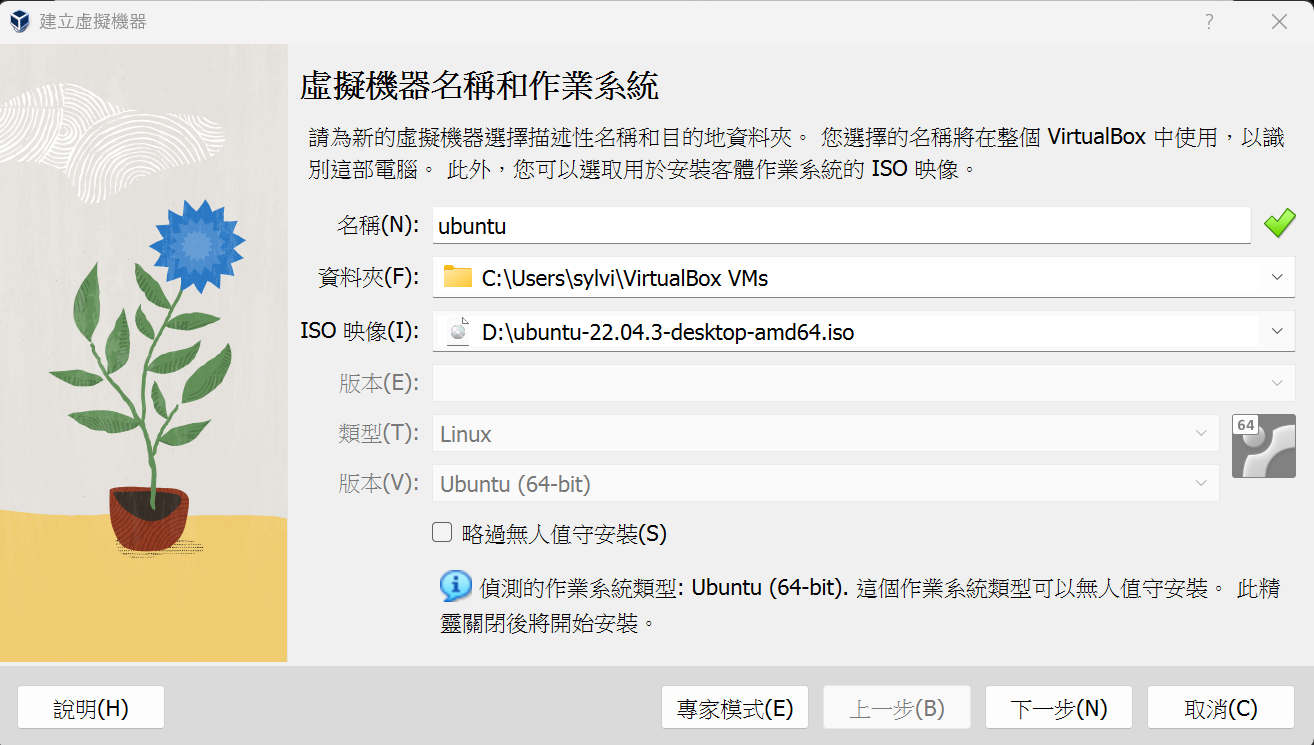 建立虛擬機器
?
虛擬機器名稱和作業系統
請為新的虛擬機器選擇描述性名稱和目的地資料夾。 您選擇的名稱將在整個 VirtualBox 中使用，以識
別這部電腦。 此外，您可以選取用於安裝客體作業系統的 ISO 映像。
名稱(N): ubuntu
資料夾(F): C:\Users\sylvi\VirtualBox VMs
ISO 映像(I): D:\ubuntu-22.04.3-desktop-amd64.iso
版本(E):
類型(T): Linux
64
版本(V): Ubuntu (64-bit)
略過無人值守安裝(S)
偵測的作業系統類型: Ubuntu (64-bit). 這個作業系統類型可以無人值守安裝。 此精
靈關閉後將開始安裝。
說明(H) 專家模式(E) 上一步(B) 下一步(N) 取消(C)